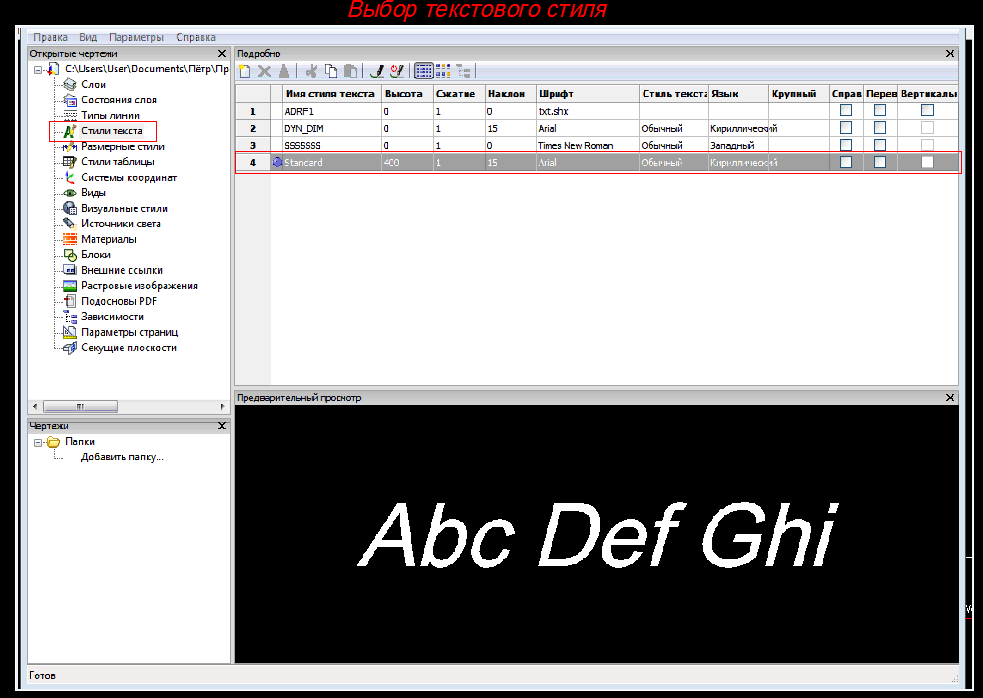 Выбор текстового стиля
Правка Вид Параметры Справка
Открытые чертежи
C:\Users\User\Documents\Пётр\Пр
Слои
Состояния слоя
Типы линии
Стили текста
Размерные стили
Стили таблицы
Системы координат
Виды
Визуальные стили
Источники света
Материалы
Блоки
Внешние ссылки
Растровые изображения
Подосновы PDF
Зависимости
Параметры страниц
Секущие плоскости
Чертежи
Папки
Добавить папку...
Подробно
Имя стиля текста Высота Сжатие Наклон Шрифт Стиль текста Язык Крупный Справ Перев Вертикальн
1 ADRF1 0 1 0 txt.shx
2 DYN_DIM 0 1 15 Arial Обычный Кириллический
3 SSSSSSS 0 1 0 Times New Roman Обычный Западный
4 Standard 400 1 15 Arial Обычный Кириллический
Предварительный просмотр
Abc Def Ghi
Готов